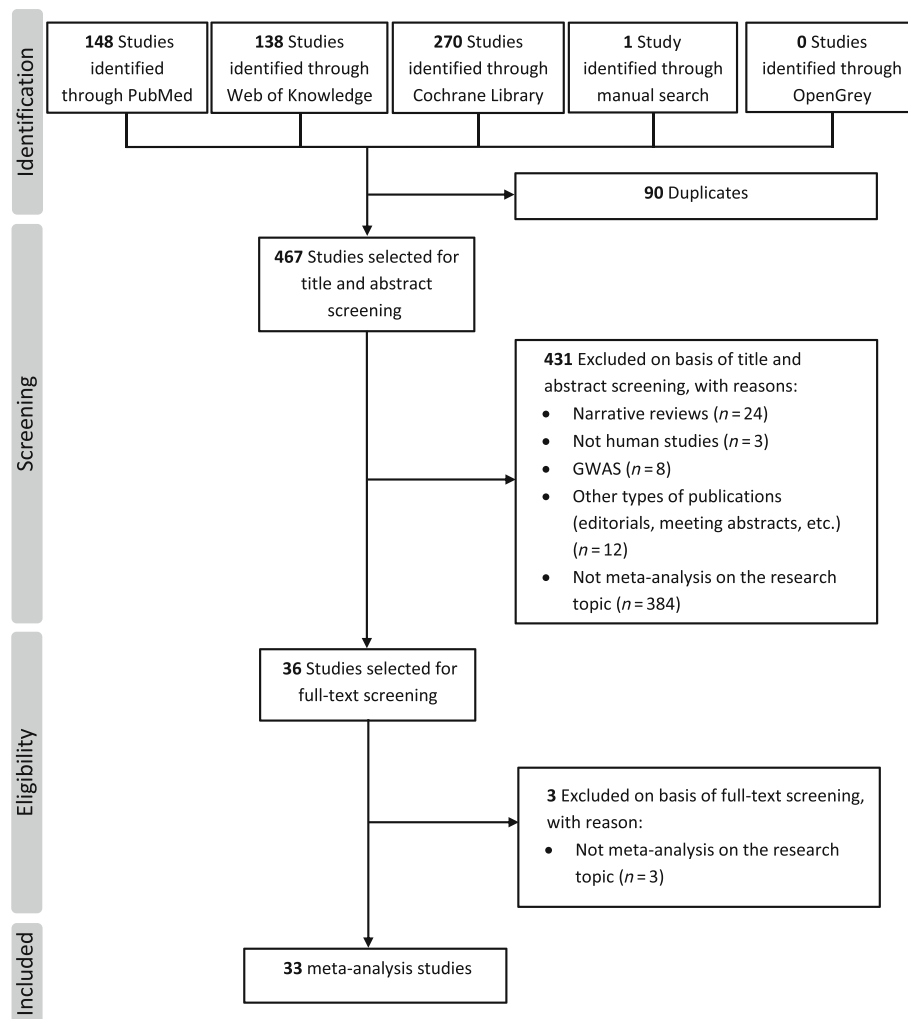 Identification
148 Studies
identified
through PubMed
138 Studies
identified through
Web of Knowledge
270 Studies
identified through
Cochrane Library
1 Study
identified through
manual search
0 Studies
identified through
OpenGrey
90 Duplicates
Screening
467 Studies selected for
title and abstract
screening
431 Excluded on basis of title and
abstract screening, with reasons:
• Narrative reviews (n = 24)
• Not human studies (n = 3)
• GWAS (n = 8)
• Other types of publications
(editorials, meeting abstracts, etc.)
(n = 12)
• Not meta-analysis on the research
topic (n = 384)
Eligibility
36 Studies selected for
full-text screening
3 Excluded on basis of full-text screening,
with reason:
• Not meta-analysis on the research
topic (n = 3)
Included
33 meta-analysis studies